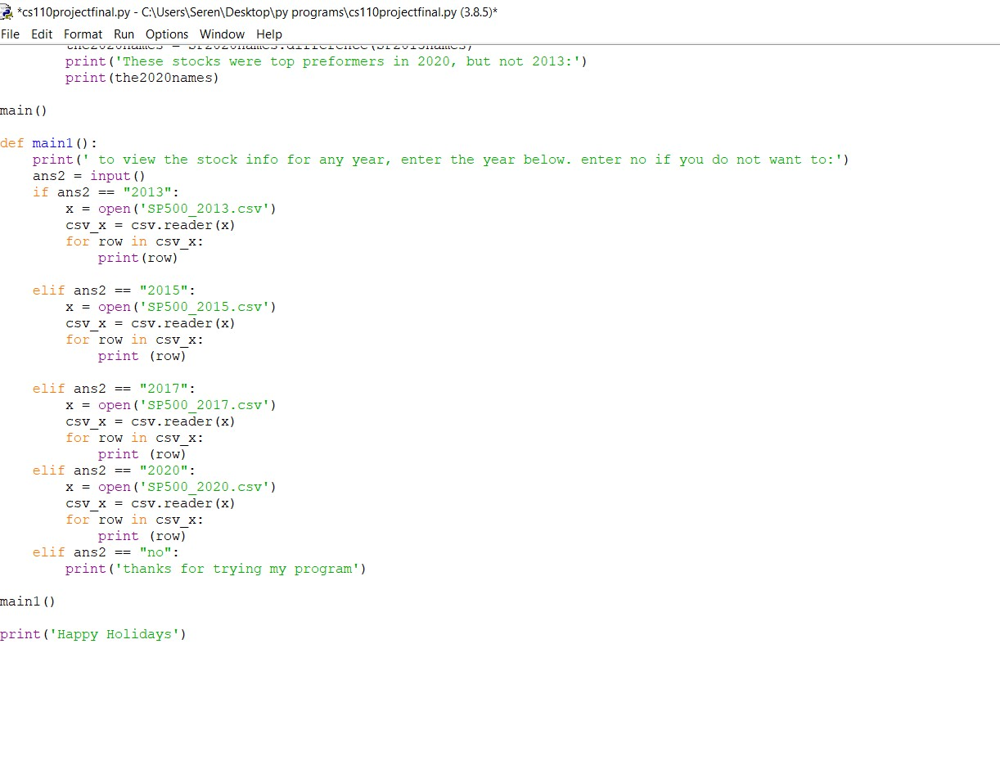 *cs110projectfinal.py - C:\Users\Seren\Desktop\py programs\cs110projectfinal.py (3.8.5)*
File Edit Format Run Options Window Help
the2020names = SP2020names.difference(SP2013names)
print('These stocks were top preformers in 2020, but not 2013:')
print(the2020names)
main()
def main1():
print(' to view the stock info for any year, enter the year below. enter no if you do not want to:')
ans2 = input()
if ans2 == "2013":
x = open('SP500_2013.csv')
csv_x = csv.reader(x)
for row in csv_x:
print(row)
elif ans2 == "2015":
x = open('SP500_2015.csv')
csv_x = csv.reader(x)
for row in csv_x:
print (row)
elif ans2 == "2017":
x = open('SP500_2017.csv')
csv_x = csv.reader(x)
for row in csv_x:
print (row)
elif ans2 == "2020":
x = open('SP500_2020.csv')
csv_x = csv.reader(x)
for row in csv_x:
print (row)
elif ans2 == "no":
print('thanks for trying my program')
main1()
print('Happy Holidays')